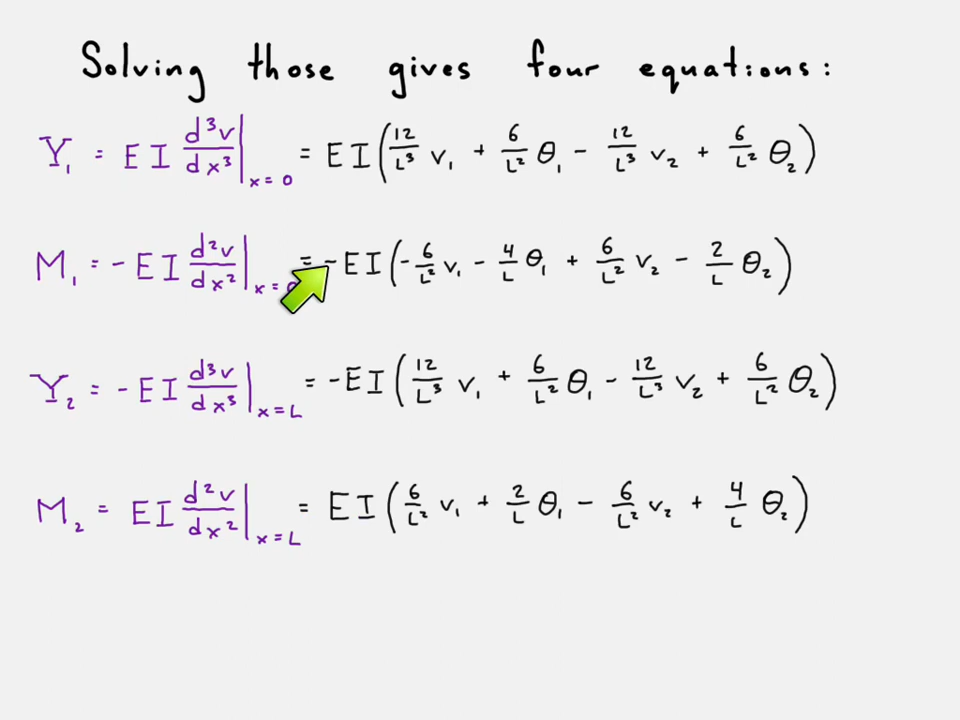 Solving those gives four equations:
Y₁ = EI d³v/dx³|ₓ₌₀ = EI(12/L³ v₁ + 6/L² θ₁ − 12/L³ v₂ + 6/L² θ₂)
M₁ = −EI d²v/dx²|ₓ₌₀ = −EI(−6/L² v₁ − 4/L θ₁ + 6/L² v₂ − 2/L θ₂)
Y₂ = −EI d³v/dx³|ₓ₌L = −EI(12/L³ v₁ + 6/L² θ₁ − 12/L³ v₂ + 6/L² θ₂)
M₂ = EI d²v/dx²|ₓ₌L = EI(6/L² v₁ + 2/L θ₁ − 6/L² v₂ + 4/L θ₂)